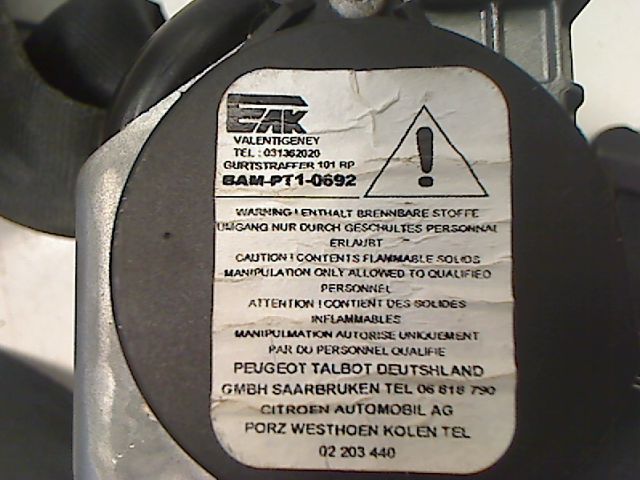 EAK
VALENTIGENEY
TEL : 031362020
GURTSTRAFFER 101 RP
BAM-PT1-0692
WARNING ! ENTHALT BRENNBARE STOFFE
UMGANG NUR DURCH GESCHULTES PERSONNAL
ERLAUBT
CAUTION ! CONTENTS FLAMMABLE SOLIDS
MANIPULATION ONLY ALLOWED TO QUALIFIED
PERSONNEL
ATTENTION ! CONTIENT DES SOLIDES
INFLAMMABLES
MANIPULMATION AUTORISE UNIQUEMENT
PAR DU PERSONNEL QUALIFIE
PEUGEOT TALBOT DEUTSHLAND
GMBH SAARBRUKEN TEL 06 818 790
CITROEN AUTOMOBIL AG
PORZ WESTHOEN KOLEN TEL
02 203 440